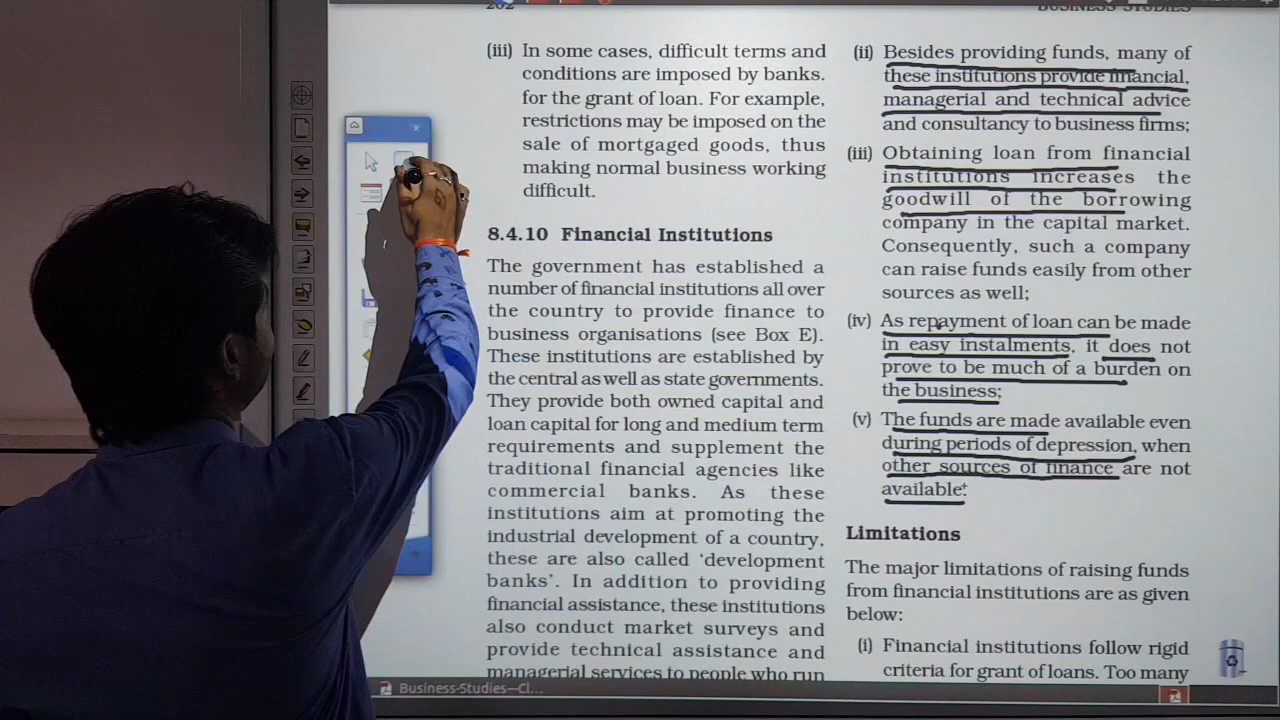 202
BUSINESS STUDIES
(iii) In some cases, difficult terms and
conditions are imposed by banks.
for the grant of loan. For example,
restrictions may be imposed on the
sale of mortgaged goods, thus
making normal business working
difficult.
8.4.10 Financial Institutions
The government has established a
number of financial institutions all over
the country to provide finance to
business organisations (see Box E).
These institutions are established by
the central as well as state governments.
They provide both owned capital and
loan capital for long and medium term
requirements and supplement the
traditional financial agencies like
commercial banks. As these
institutions aim at promoting the
industrial development of a country,
these are also called ‘development
banks’. In addition to providing
financial assistance, these institutions
also conduct market surveys and
provide technical assistance and
managerial services to people who run
(ii) Besides providing funds, many of
these institutions provide financial,
managerial and technical advice
and consultancy to business firms;
(iii) Obtaining loan from financial
institutions increases the
goodwill of the borrowing
company in the capital market.
Consequently, such a company
can raise funds easily from other
sources as well;
(iv) As repayment of loan can be made
in easy instalments, it does not
prove to be much of a burden on
the business;
(v) The funds are made available even
during periods of depression, when
other sources of finance are not
available.
Limitations
The major limitations of raising funds
from financial institutions are as given
below:
(i) Financial institutions follow rigid
criteria for grant of loans. Too many
Business-Studies—Cl...